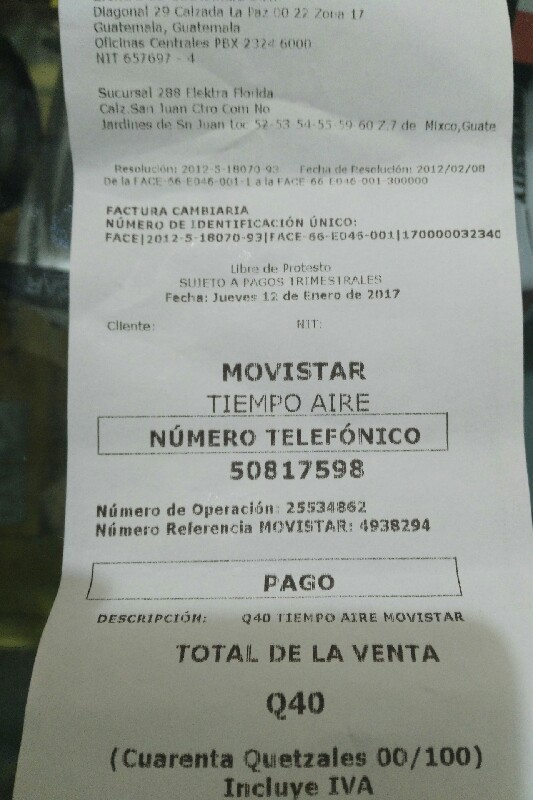 Diagonal 29 Calzada La Paz 00 22 Zona 17
Guatemala, Guatemala
Oficinas Centrales PBX 2324 6000
NIT 657697 - 4
Sucursal 288 Elektra Florida
Calz.San Juan Ctro Com No
Jardines de Sn Juan Loc 52-53 54-55-59 60 Z.7 de Mixco,Guate
Resolución: 2012-5-18070-93 Fecha de Resolución: 2012/02/08
De la FACE-66-E046-001-1 a la FACE 66 E046-001-300000
FACTURA CAMBIARIA
NÚMERO DE IDENTIFICACIÓN ÚNICO:
FACE|2012-5-18070-93|FACE-66-E046-001|170000032340
Libre de Protesto
SUJETO A PAGOS TRIMESTRALES
Fecha: Jueves 12 de Enero de 2017
Cliente: NIT:
MOVISTAR
TIEMPO AIRE
NÚMERO TELEFÓNICO
50817598
Número de Operación: 25534862
Número Referencia MOVISTAR: 4938294
PAGO
DESCRIPCIÓN: Q40 TIEMPO AIRE MOVISTAR
TOTAL DE LA VENTA
Q40
(Cuarenta Quetzales 00/100)
Incluye IVA